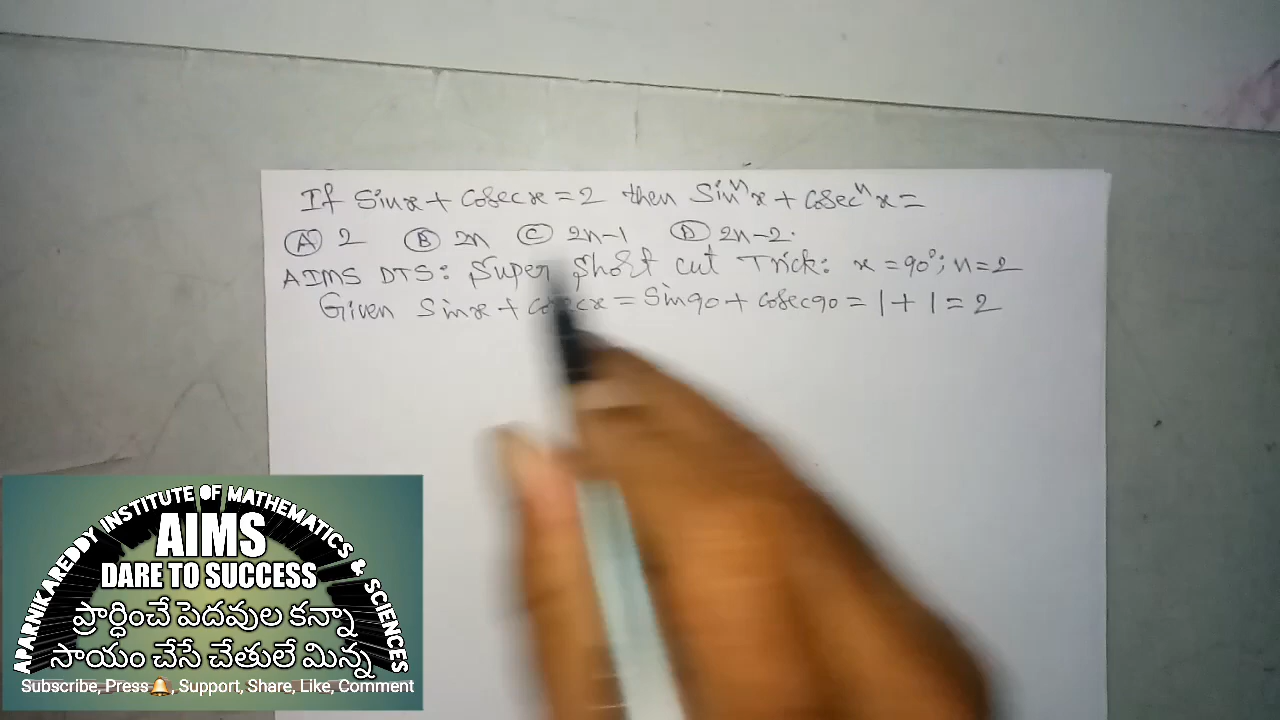 If Sinx + Cosecx = 2 then Sinⁿx + Cosecⁿx =
(A) 2 (B) 2n (C) 2n-1 (D) 2n-2.
AIMS DTS: Super Short cut Trick: x = 90°; n = 2
Given Sinx + Cosecx = Sin90 + Cosec90 = 1 + 1 = 2
APARNIKAREDDY INSTITUTE OF MATHEMATICS & SCIENCES
AIMS
DARE TO SUCCESS
ప్రార్ధించే పెదవుల కన్నా
సాయం చేసే చేతులే మిన్న
Subscribe, Press🔔, Support, Share, Like, Comment